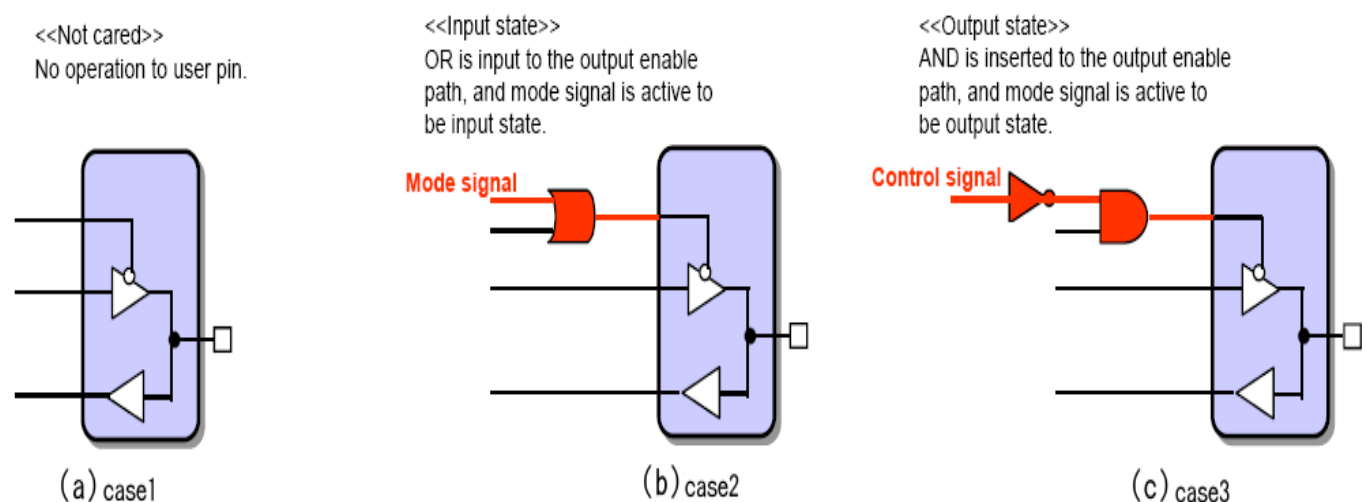 <<Not cared>>
No operation to user pin.
<<Input state>>
OR is input to the output enable
path, and mode signal is active to
be input state.
<<Output state>>
AND is inserted to the output enable
path, and mode signal is active to
be output state.
Mode signal
Control signal
(a) case1
(b) case2
(c) case3